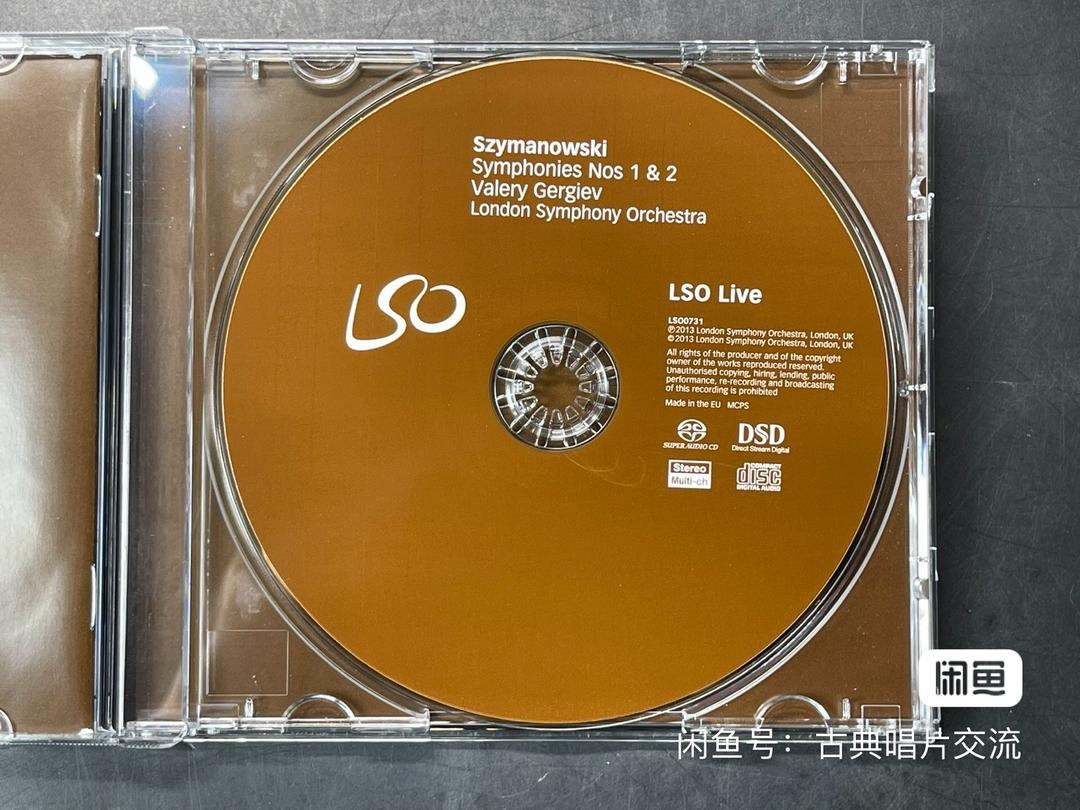 Szymanowski
Symphonies Nos 1 & 2
Valery Gergiev
London Symphony Orchestra
LSO
LSO Live
LSO0731
℗2013 London Symphony Orchestra, London, UK
©2013 London Symphony Orchestra, London, UK
All rights of the producer and of the copyright
owner of the works reproduced reserved.
Unauthorised copying, hiring, lending, public
performance, re-recording and broadcasting
of this recording is prohibited
Made in the EU MCPS
SUPER AUDIO CD
DSD
Direct Stream Digital
Stereo
Multi-ch
COMPACT
disc
DIGITAL AUDIO
闲鱼
闲鱼号：古典唱片交流